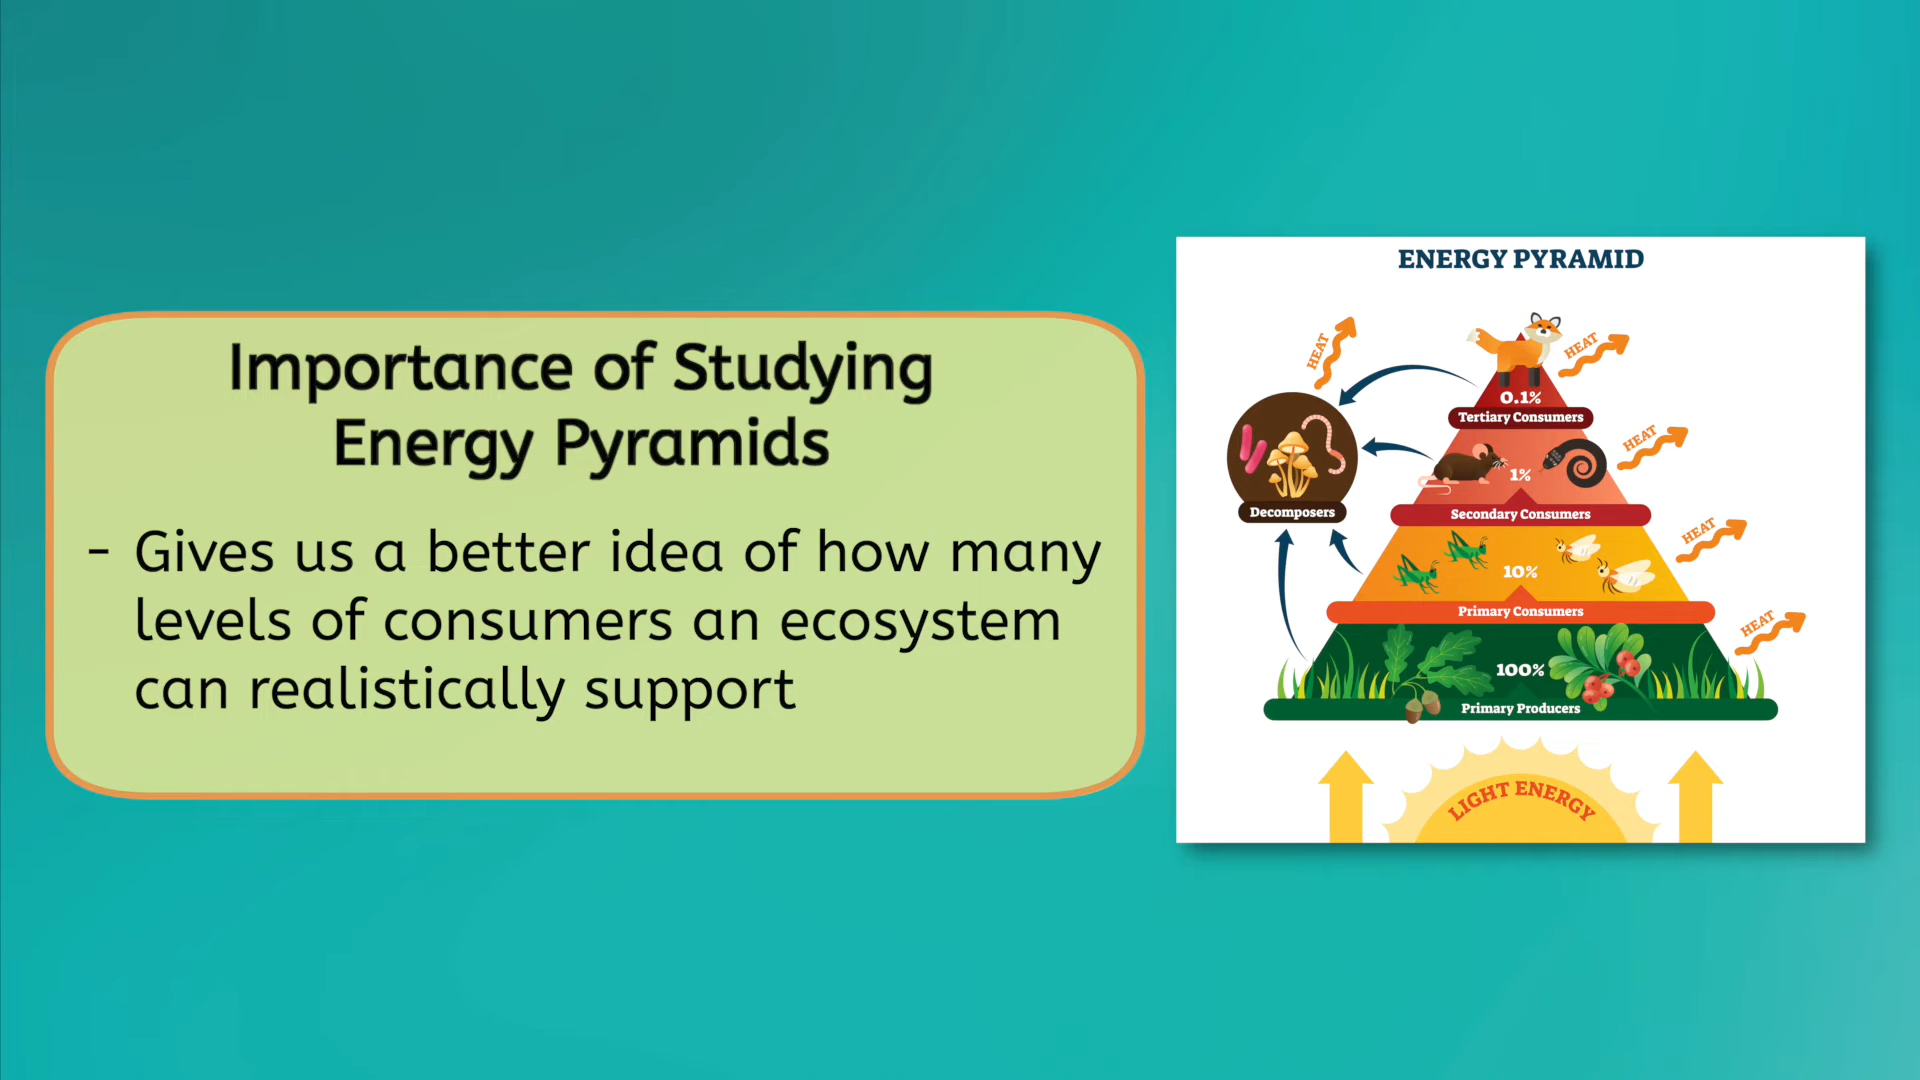 Importance of Studying
Energy Pyramids
- Gives us a better idea of how many
levels of consumers an ecosystem
can realistically support
ENERGY PYRAMID
HEAT
HEAT
0.1%
Tertiary Consumers
HEAT
1%
Decomposers
Secondary Consumers
HEAT
10%
Primary Consumers
HEAT
100%
Primary Producers
LIGHT ENERGY